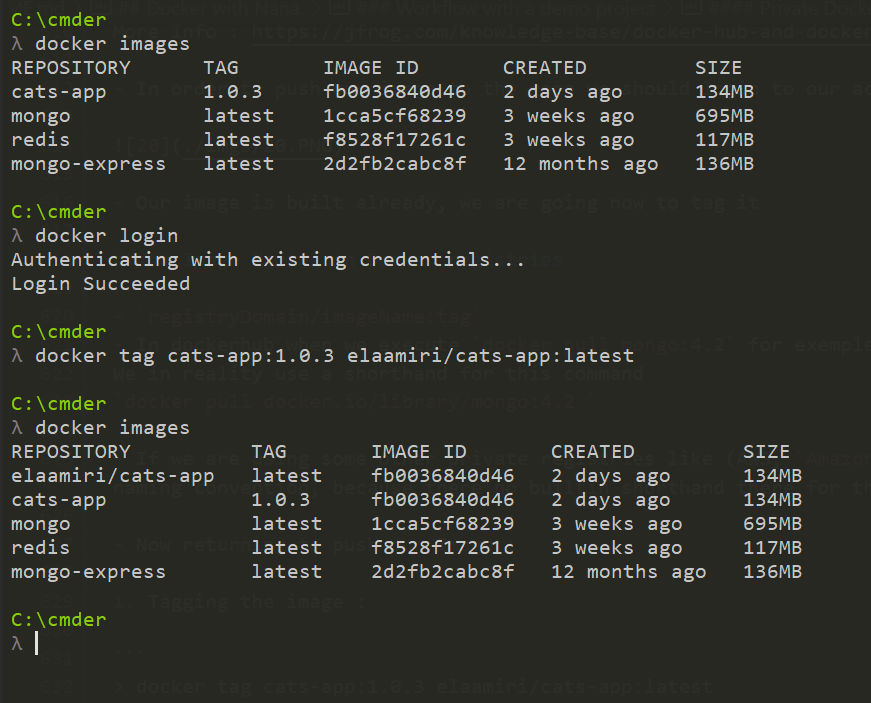 C:\cmder
λ docker images
REPOSITORY TAG IMAGE ID CREATED SIZE
cats-app 1.0.3 fb0036840d46 2 days ago 134MB
mongo latest 1cca5cf68239 3 weeks ago 695MB
redis latest f8528f17261c 3 weeks ago 117MB
mongo-express latest 2d2fb2cabc8f 12 months ago 136MB
C:\cmder
λ docker login
Authenticating with existing credentials...
Login Succeeded
C:\cmder
λ docker tag cats-app:1.0.3 elaamiri/cats-app:latest
C:\cmder
λ docker images
REPOSITORY TAG IMAGE ID CREATED SIZE
elaamiri/cats-app latest fb0036840d46 2 days ago 134MB
cats-app 1.0.3 fb0036840d46 2 days ago 134MB
mongo latest 1cca5cf68239 3 weeks ago 695MB
redis latest f8528f17261c 3 weeks ago 117MB
mongo-express latest 2d2fb2cabc8f 12 months ago 136MB
C:\cmder
λ